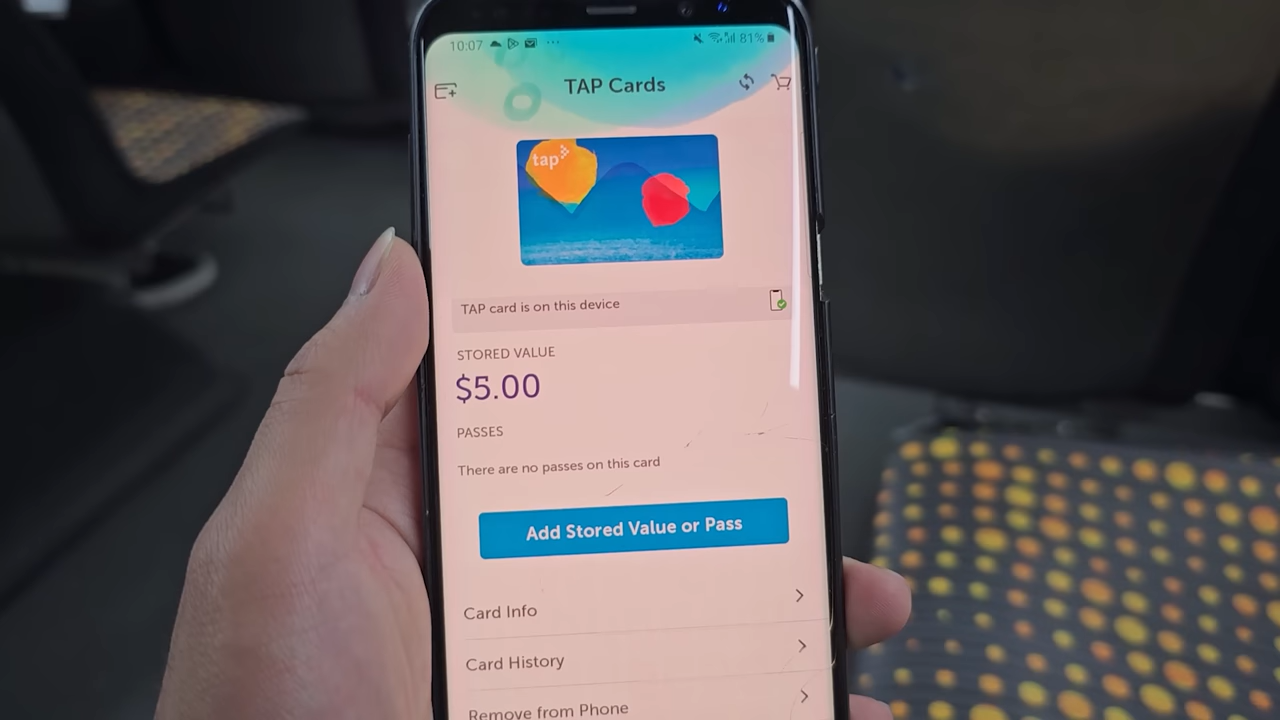 10:07
81%
TAP Cards
tap
TAP card is on this device
STORED VALUE
$5.00
PASSES
There are no passes on this card
Add Stored Value or Pass
Card Info
Card History
Remove from Phone